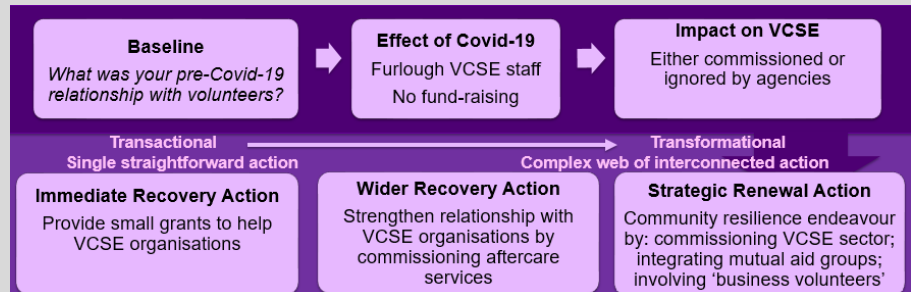 Baseline
What was your pre-Covid-19
relationship with volunteers?
Effect of Covid-19
Furlough VCSE staff
No fund-raising
Impact on VCSE
Either commissioned or
ignored by agencies
Transactional
Single straightforward action
Transformational
Complex web of interconnected action
Immediate Recovery Action
Provide small grants to help
VCSE organisations
Wider Recovery Action
Strengthen relationship with
VCSE organisations by
commissioning aftercare
services
Strategic Renewal Action
Community resilience endeavour
by: commissioning VCSE sector;
integrating mutual aid groups;
involving ‘business volunteers’